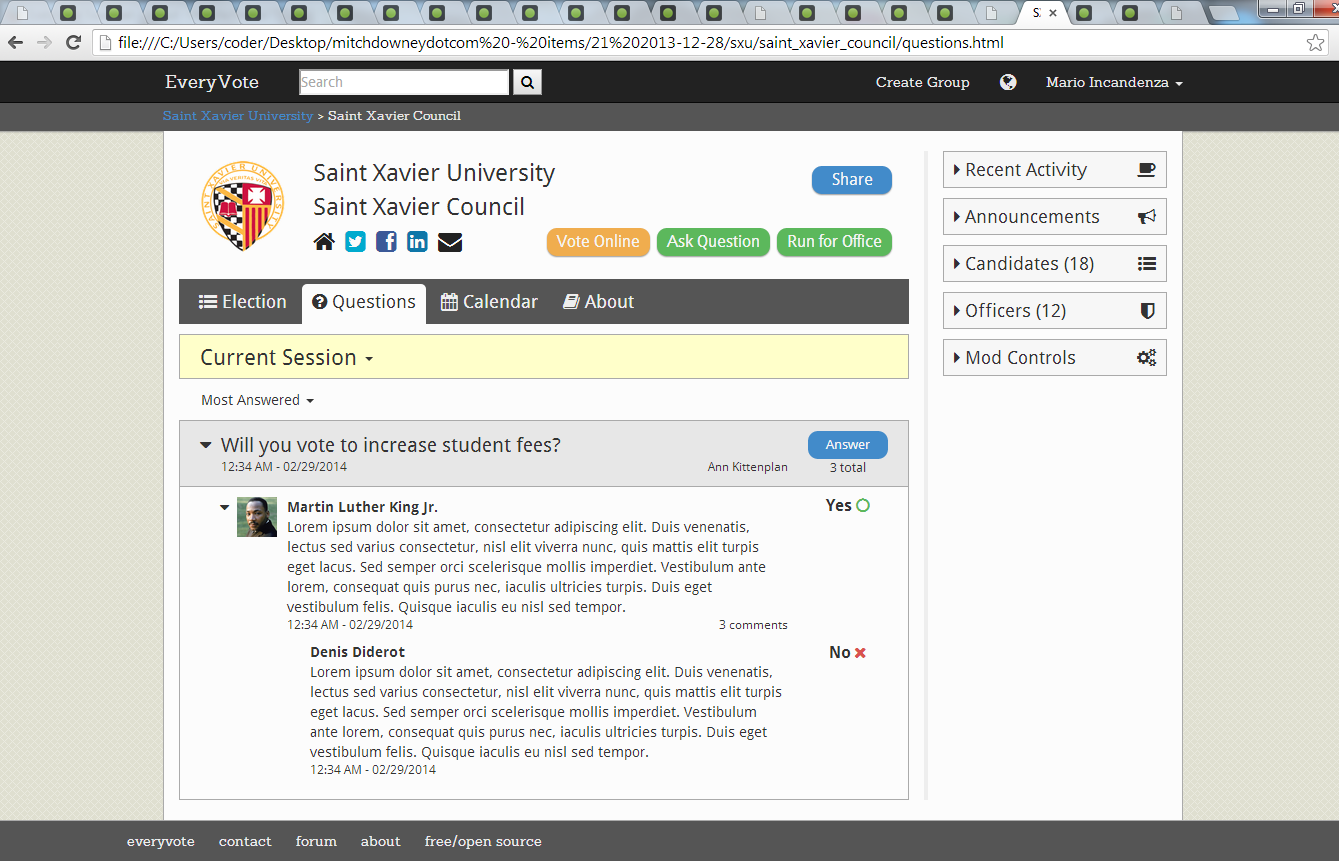 S:
file:///C:/Users/coder/Desktop/mitchdowneydotcom%20-%20items/21%202013-12-28/sxu/saint_xavier_council/questions.html
EveryVote
Search
Create Group
Mario Incandenza
Saint Xavier University > Saint Xavier Council
SAINT XAVIER UNIVERSITY
Saint Xavier University
Saint Xavier Council
Share
Vote Online
Ask Question
Run for Office
Election
Questions
Calendar
About
Current Session
Most Answered
Will you vote to increase student fees?
12:34 AM - 02/29/2014
Ann Kittenplan
Answer
3 total
Martin Luther King Jr.
Yes
Lorem ipsum dolor sit amet, consectetur adipiscing elit. Duis venenatis,
lectus sed varius consectetur, nisl elit viverra nunc, quis mattis elit turpis
eget lacus. Sed semper orci scelerisque mollis imperdiet. Vestibulum ante
lorem, consequat quis purus nec, iaculis ultricies turpis. Duis eget
vestibulum felis. Quisque iaculis eu nisl sed tempor.
12:34 AM - 02/29/2014
3 comments
Denis Diderot
No
Lorem ipsum dolor sit amet, consectetur adipiscing elit. Duis venenatis,
lectus sed varius consectetur, nisl elit viverra nunc, quis mattis elit turpis
eget lacus. Sed semper orci scelerisque mollis imperdiet. Vestibulum
ante lorem, consequat quis purus nec, iaculis ultricies turpis. Duis eget
vestibulum felis. Quisque iaculis eu nisl sed tempor.
12:34 AM - 02/29/2014
Recent Activity
Announcements
Candidates (18)
Officers (12)
Mod Controls
everyvote
contact
forum
about
free/open source